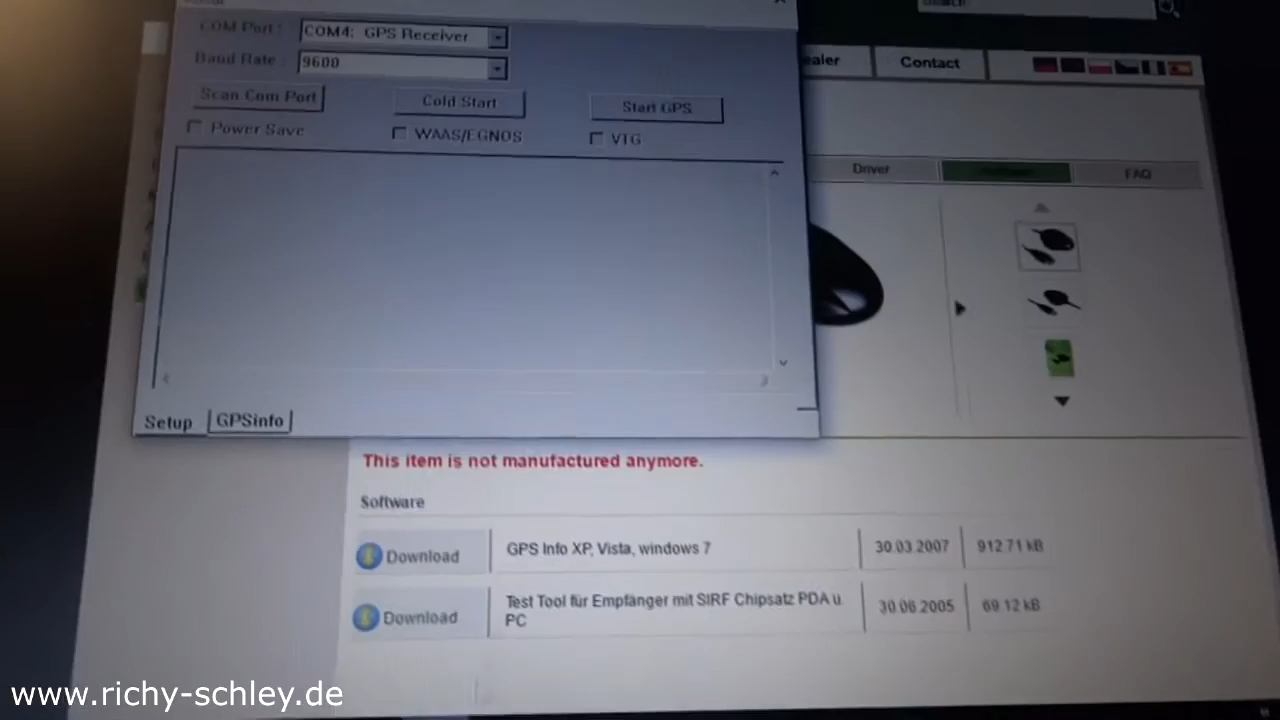 COM Port :
COM4: GPS Receiver
Baud Rate :
9600
Scan Com Port
Cold Start
Start GPS
Power Save
WAAS/EGNOS
VTG
Setup
GPSinfo
Contact
Driver
FAQ
This item is not manufactured anymore.
Software
Download
GPS Info XP, Vista, windows 7
30.03.2007
912.71 kB
Download
Test Tool für Empfänger mit SIRF Chipsatz PDA u.
PC
30.06.2005
69.12 kB
www.richy-schley.de